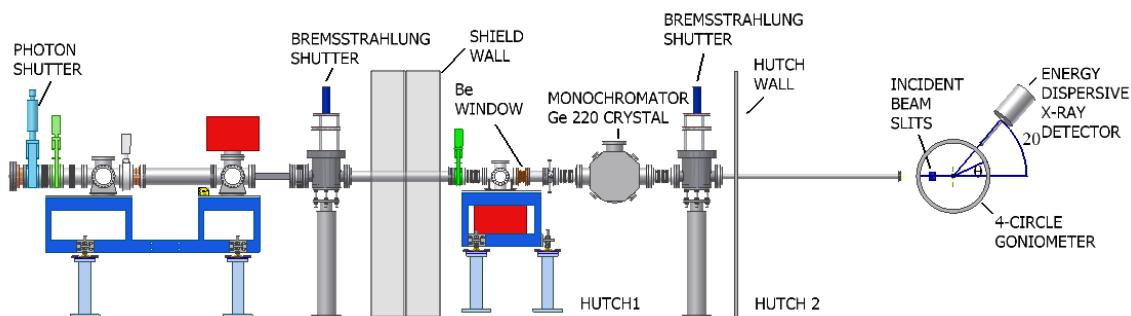 PHOTON
SHUTTER
BREMSSTRAHLUNG
SHUTTER
SHIELD
WALL
Be
WINDOW
MONOCHROMATOR
Ge 220 CRYSTAL
BREMSSTRAHLUNG
SHUTTER
HUTCH
WALL
INCIDENT
BEAM
SLITS
ENERGY
DISPERSIVE
X-RAY
DETECTOR
2θ
θ
4-CIRCLE
GONIOMETER
HUTCH1
HUTCH 2